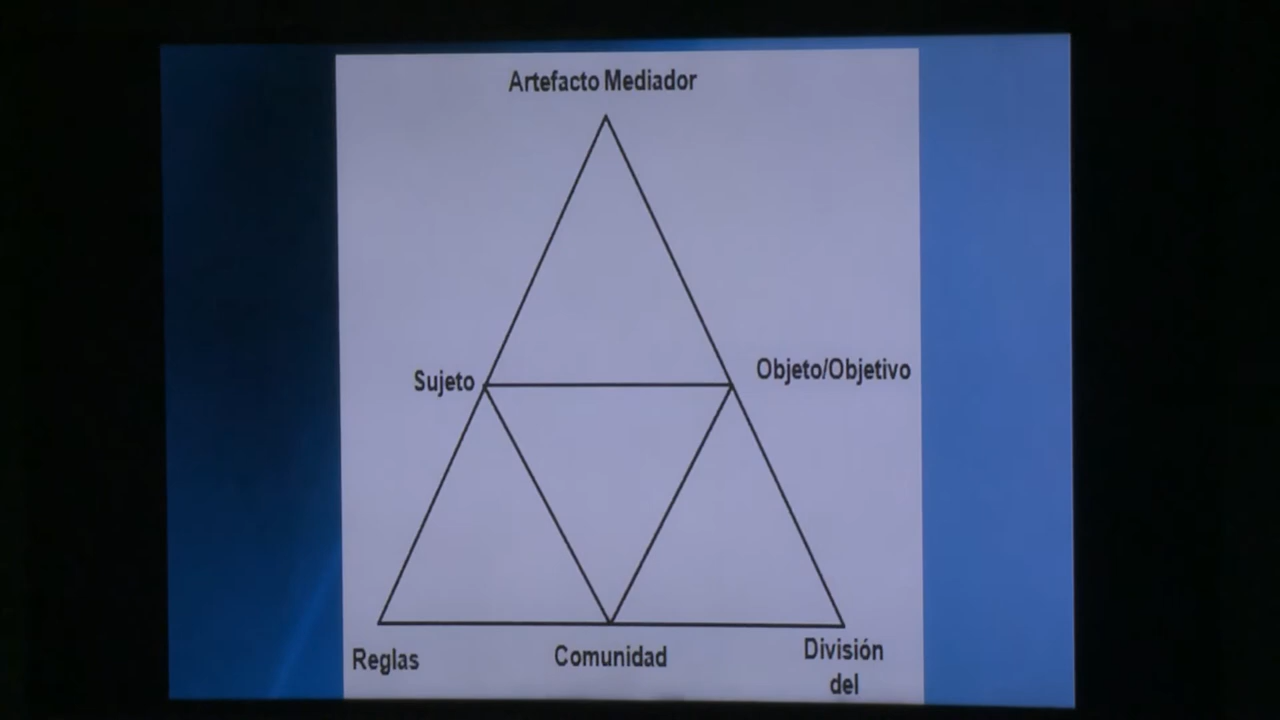 Artefacto Mediador
Sujeto
Objeto/Objetivo
Reglas
Comunidad
División
del